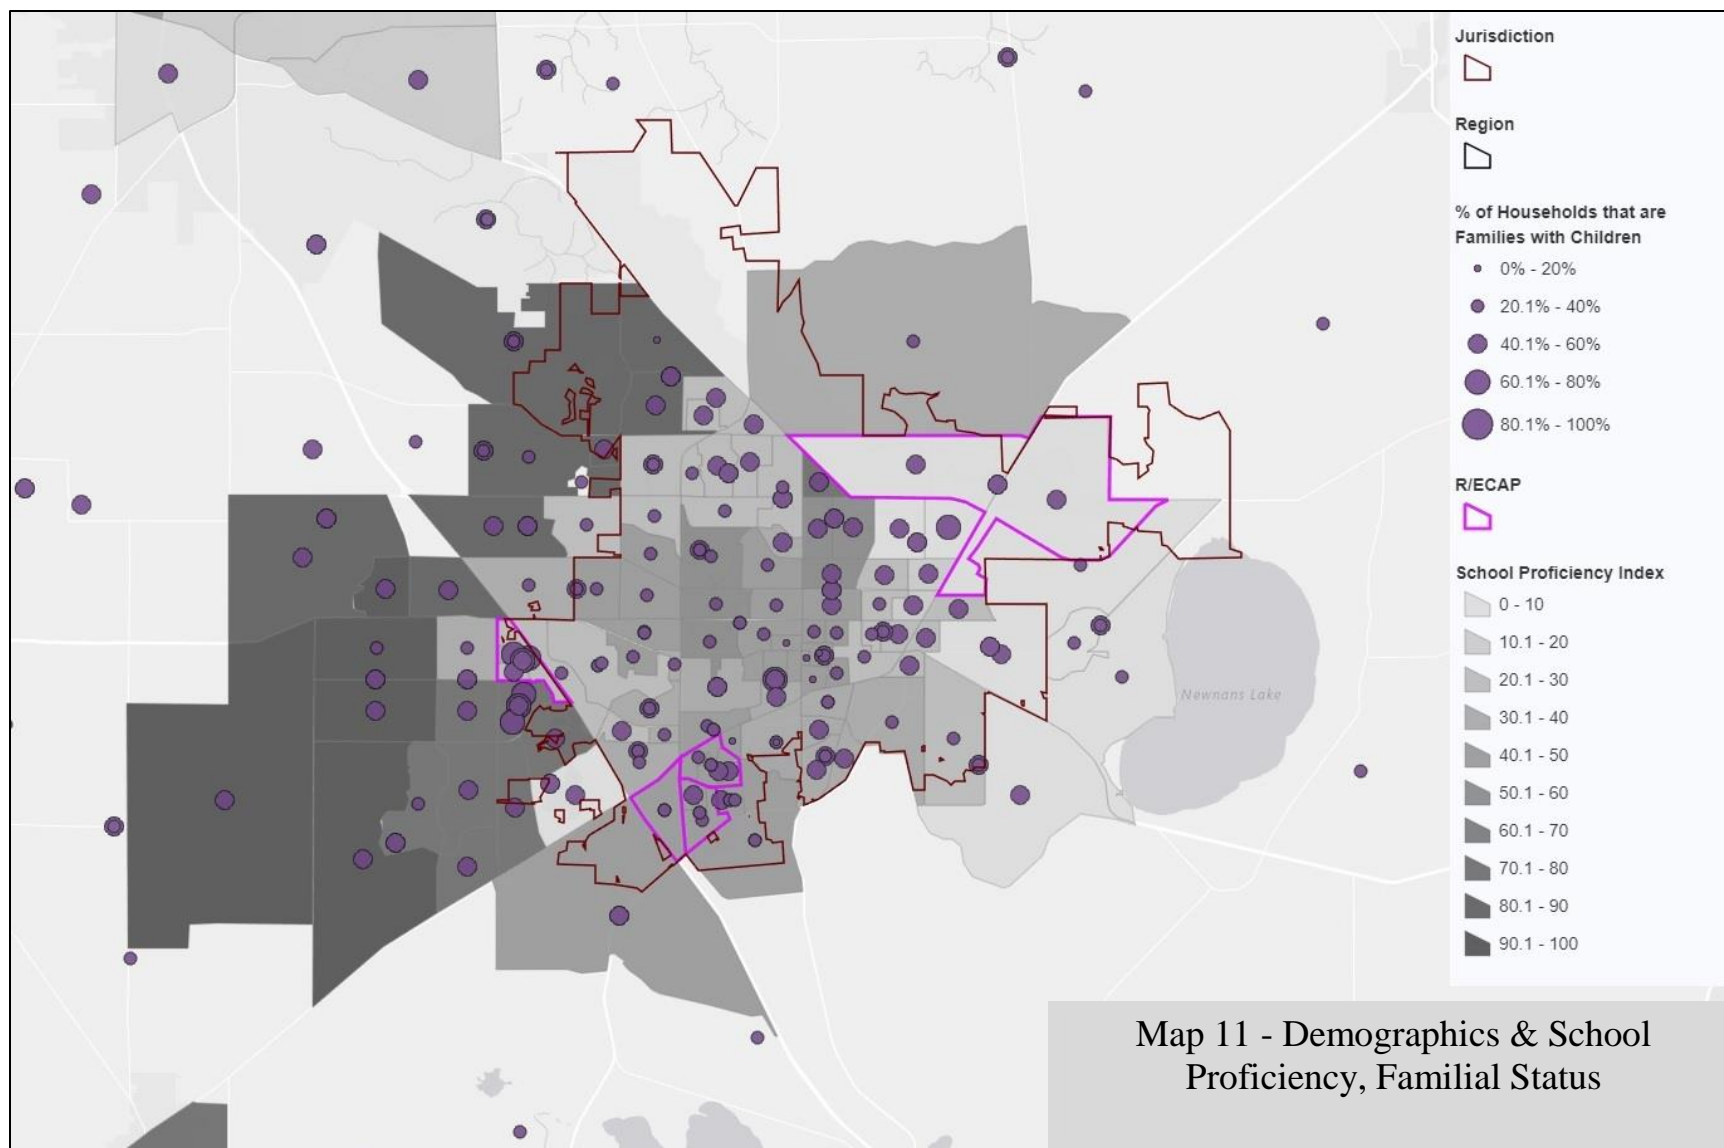 Jurisdiction
Region
% of Households that are
Families with Children
0% - 20%
20.1% - 40%
40.1% - 60%
60.1% - 80%
80.1% - 100%
R/ECAP
School Proficiency Index
0 - 10
10.1 - 20
20.1 - 30
30.1 - 40
40.1 - 50
50.1 - 60
60.1 - 70
70.1 - 80
80.1 - 90
90.1 - 100
Newnans Lake
Map 11 - Demographics & School
Proficiency, Familial Status